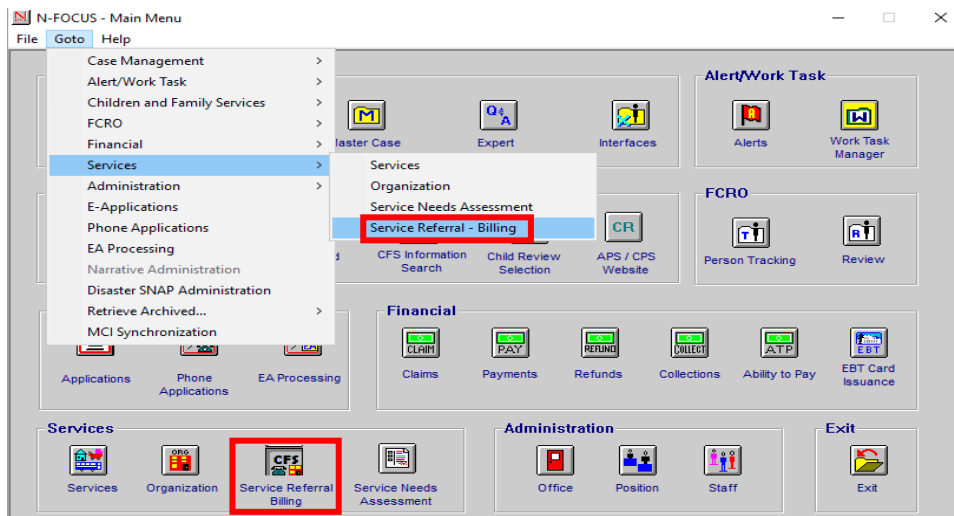 N-FOCUS - Main Menu
File Goto Help
Case Management >
Alert/Work Task >
Children and Family Services >
FCRO >
Financial >
Services >
Administration >
E-Applications
Phone Applications
EA Processing
Narrative Administration
Disaster SNAP Administration
Retrieve Archived... >
MCI Synchronization
Services
Organization
Service Needs Assessment
Service Referral - Billing
M
Q & A
aster Case
Expert
Interfaces
Alert/Work Task
Alerts
W
Work Task
Manager
CFS Information
Search
Child Review
Selection
CR
APS / CPS
Website
FCRO
T
Person Tracking
R
Review
Applications
Phone
Applications
EA Processing
Financial
CLAIM
Claims
PAY
Payments
REFUND
Refunds
COLLECT
Collections
ATP
Ability to Pay
EBT
EBT Card
Issuance
Services
Services
ORG
Organization
CFS
Service Referral
Billing
Service Needs
Assessment
Administration
Office
Position
Staff
Exit
Exit